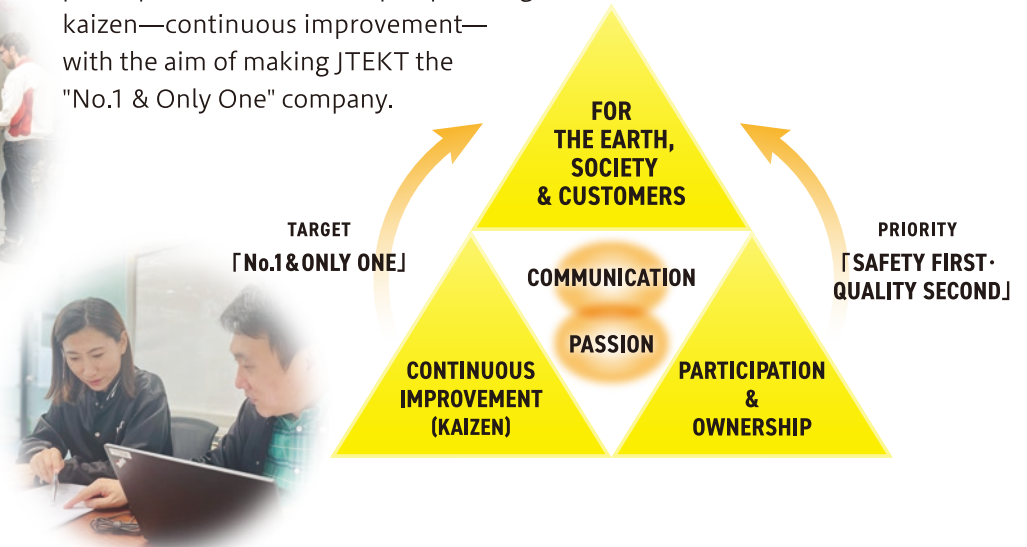 kaizen—continuous improvement—
with the aim of making JTEKT the
"No.1 & Only One" company.
FOR
THE EARTH,
SOCIETY
& CUSTOMERS
TARGET
「No.1&ONLY ONE」
PRIORITY
「SAFETY FIRST・
QUALITY SECOND」
COMMUNICATION
PASSION
CONTINUOUS
IMPROVEMENT
(KAIZEN)
PARTICIPATION
&
OWNERSHIP